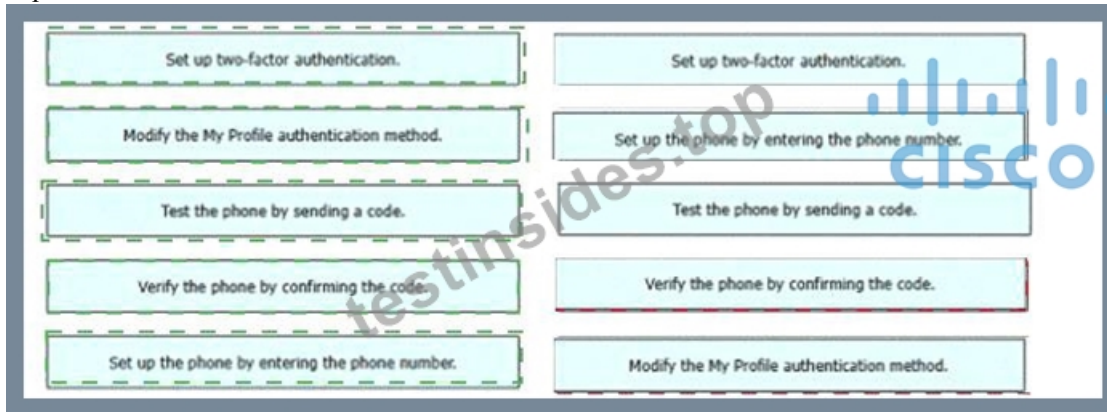 Set up two-factor authentication.
Modify the My Profile authentication method.
Test the phone by sending a code.
Verify the phone by confirming the code.
Set up the phone by entering the phone number.
Set up two-factor authentication.
Set up the phone by entering the phone number.
Test the phone by sending a code.
Verify the phone by confirming the code.
Modify the My Profile authentication method.
CISCO
testinsides.top